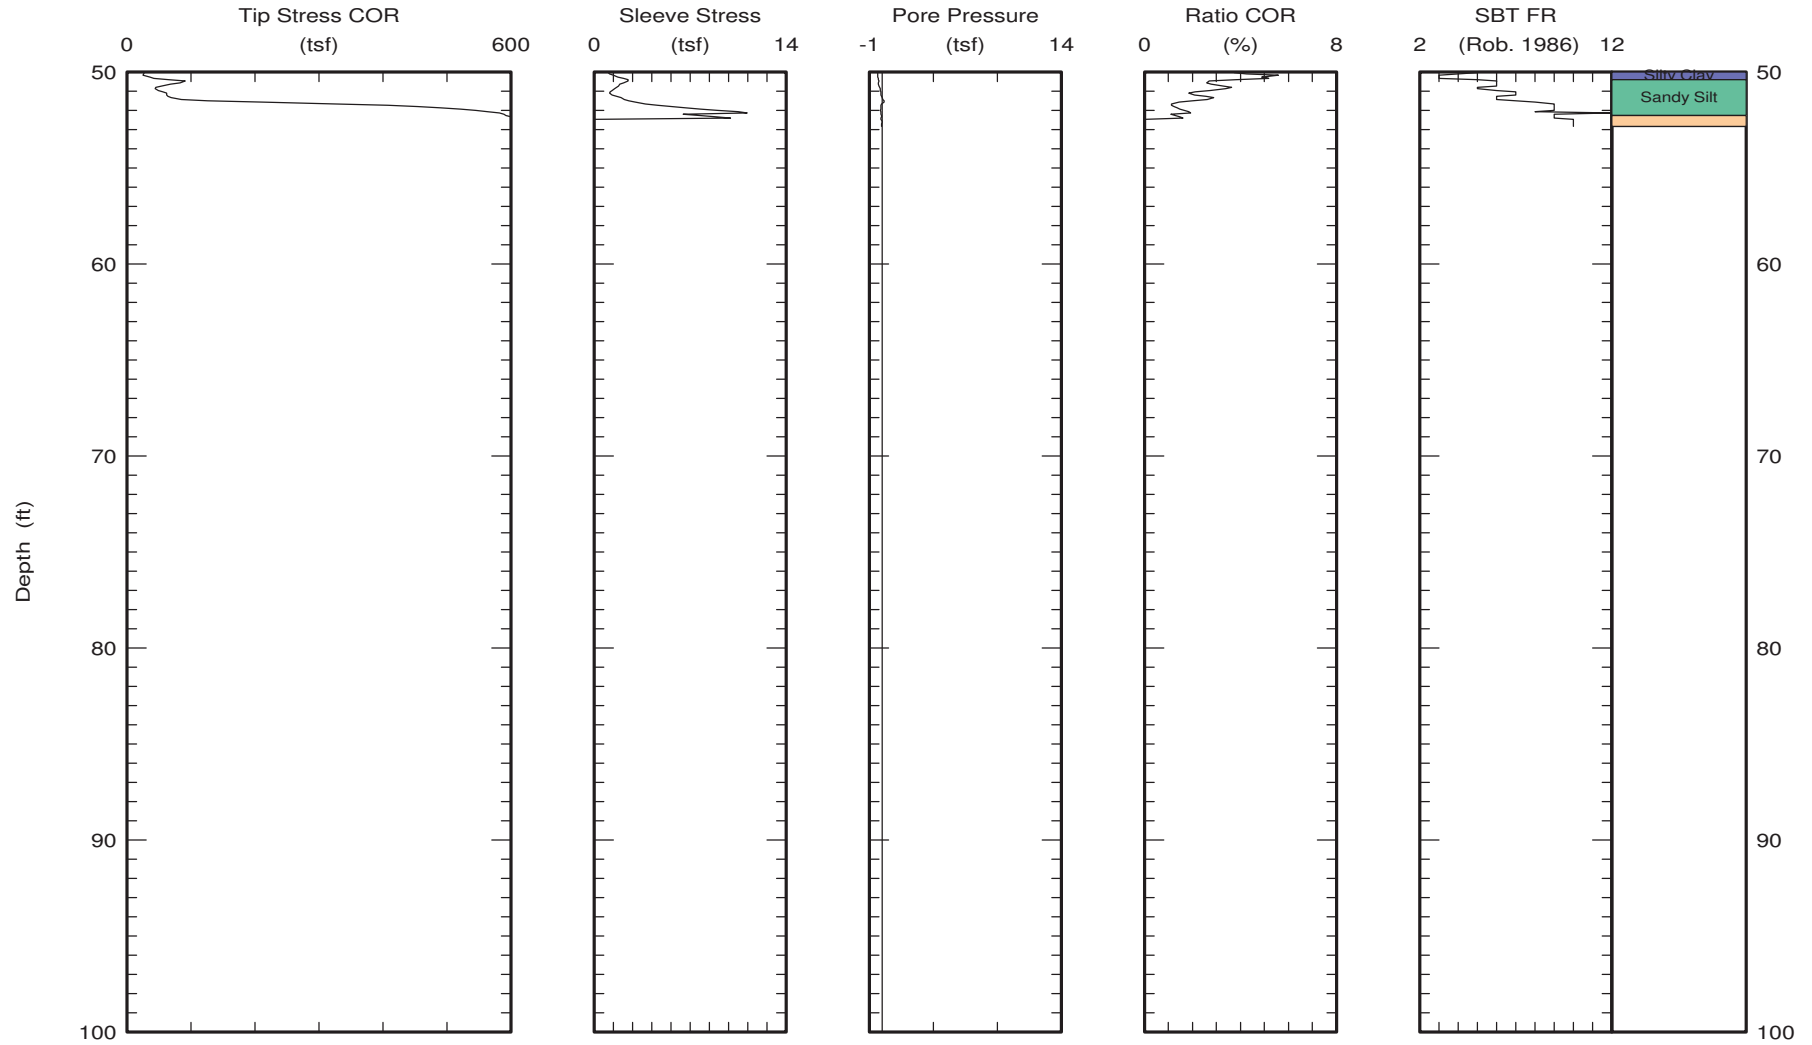 Tip Stress COR Sleeve Stress Pore Pressure Ratio COR SBT FR
0 (tsf) 600 0 (tsf) 14 -1 (tsf) 14 0 (%) 8 2 (Rob. 1986) 12
50 Silty Clay 50
Sandy Silt
60 60
70 70
Depth (ft)
80 80
90 90
100 100